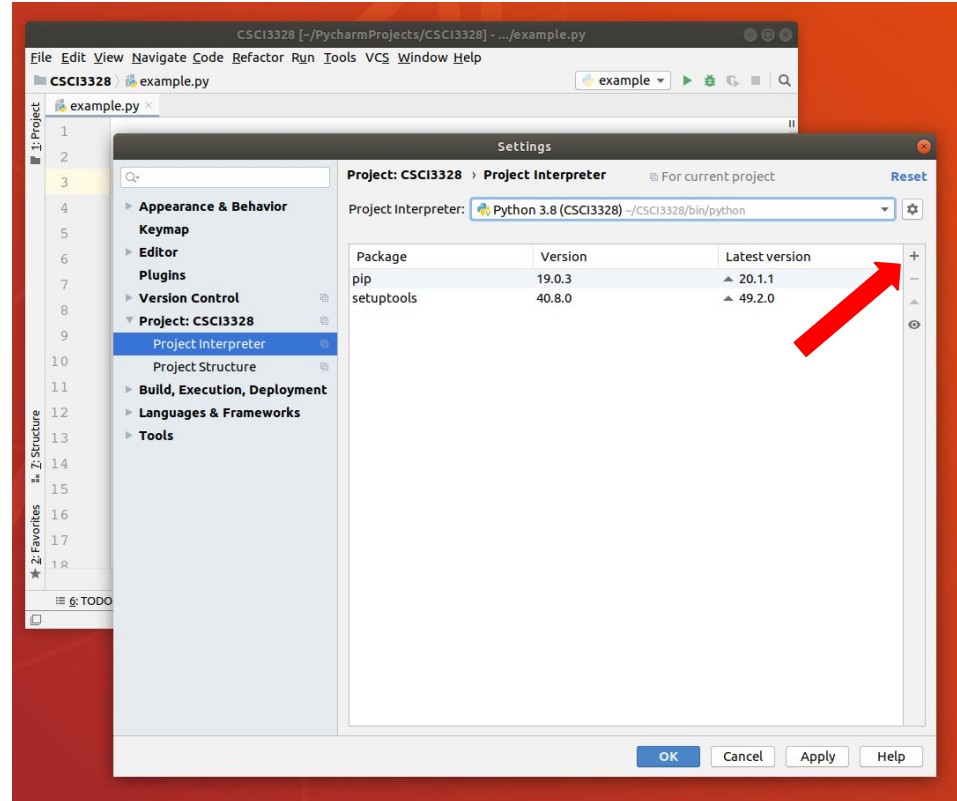 CSCI3328 [~/PycharmProjects/CSCI3328] - .../example.py
File Edit View Navigate Code Refactor Run Tools VCS Window Help
CSCI3328 example.py example
example.py
1: Project
1
2
3
4
5
6
7
8
9
10
11
12
13
14
15
16
17
18
Z: Structure
2: Favorites
6: TODO
Settings
Project: CSCI3328 › Project Interpreter For current project Reset
Project Interpreter: Python 3.8 (CSCI3328) ~/CSCI3328/bin/python
Appearance & Behavior
Keymap
Editor
Plugins
Version Control
Project: CSCI3328
Project Interpreter
Project Structure
Build, Execution, Deployment
Languages & Frameworks
Tools
Package Version Latest version
pip 19.0.3 20.1.1
setuptools 40.8.0 49.2.0
OK Cancel Apply Help